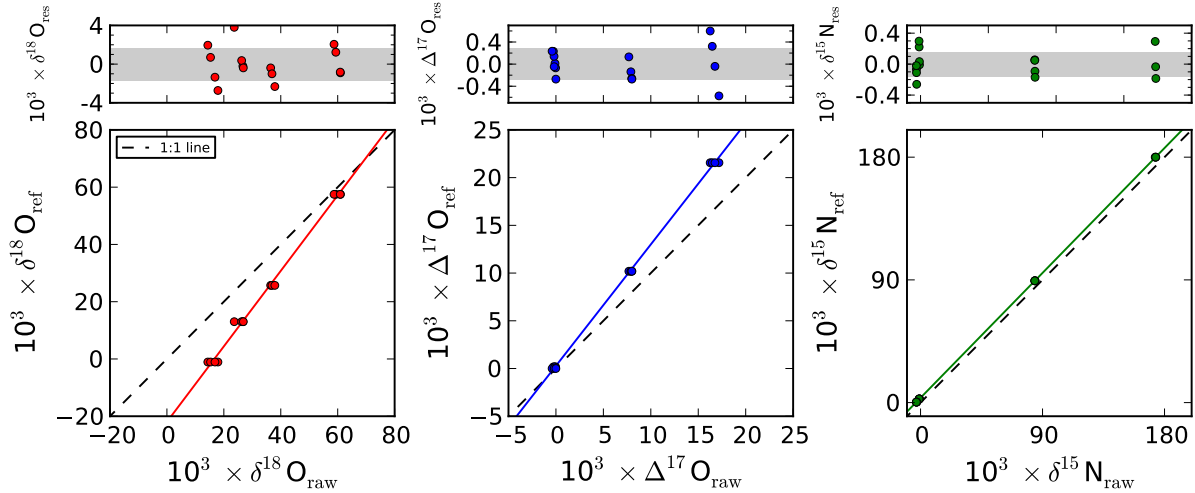 10³ × δ¹⁸O_res
4
2
0
−2
−4
10³ × Δ¹⁷O_res
0.4
0.0
-0.4
10³ × δ¹⁵N_res
0.4
0.0
-0.4
10³ × δ¹⁸O_ref
80
60
40
20
0
−20
1:1 line
−20 0 20 40 60 80
10³ × δ¹⁸O_raw
10³ × Δ¹⁷O_ref
25
20
15
10
5
0
−5
−5 0 5 10 15 20 25
10³ × Δ¹⁷O_raw
10³ × δ¹⁵N_ref
180
90
0
0 90 180
10³ × δ¹⁵N_raw